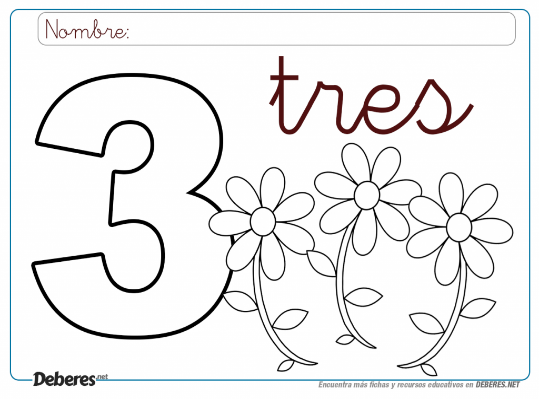 Nombre:
3
tres
Deberes.net
Encuentra más fichas y recursos educativos en DEBERES.NET